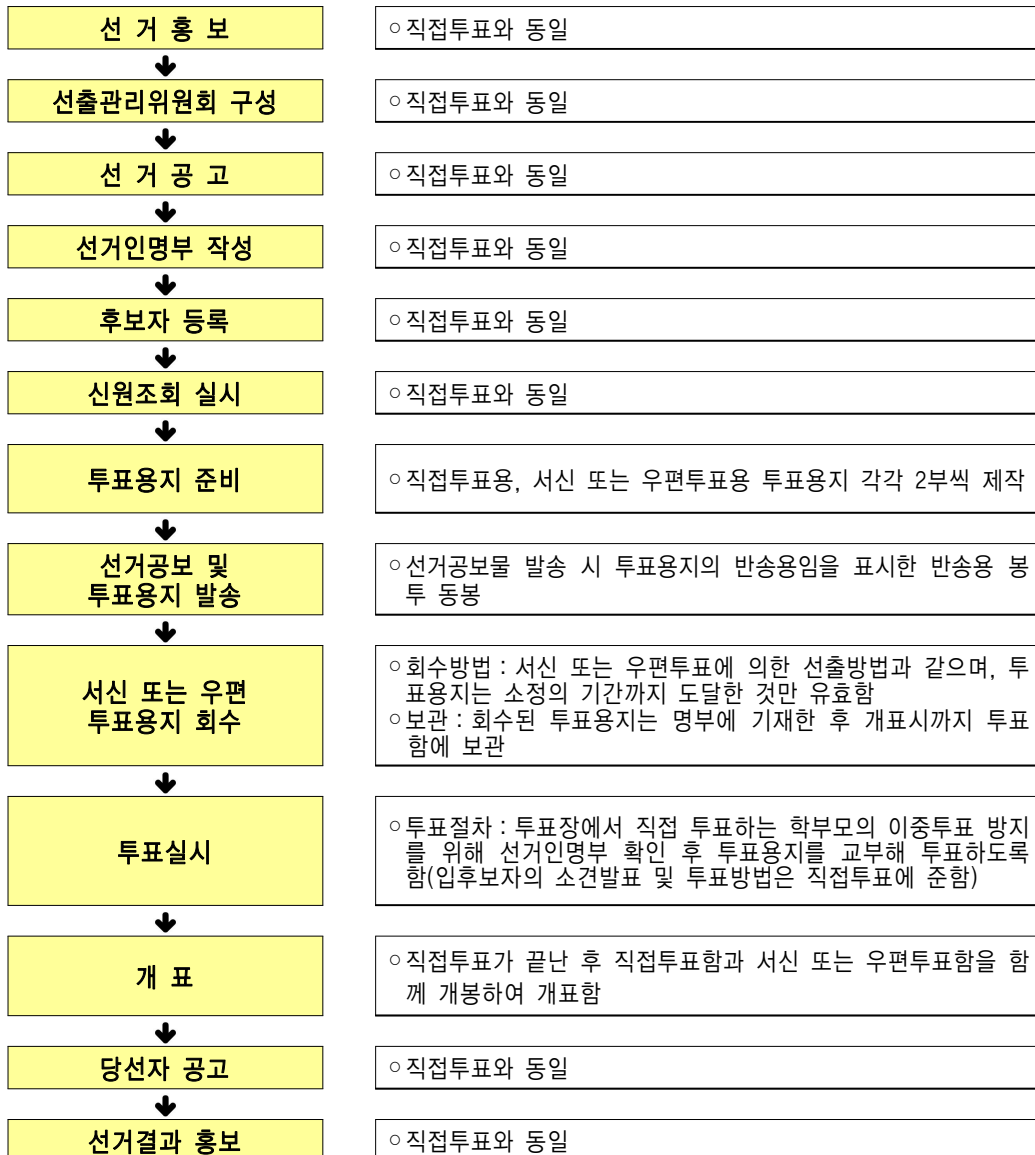 선 거 홍 보
○직접투표와 동일
선출관리위원회 구성
○직접투표와 동일
선 거 공 고
○직접투표와 동일
선거인명부 작성
○직접투표와 동일
후보자 등록
○직접투표와 동일
신원조회 실시
○직접투표와 동일
투표용지 준비
○직접투표용, 서신 또는 우편투표용 투표용지 각각 2부씩 제작
선거공보 및
투표용지 발송
○선거공보물 발송 시 투표용지의 반송용임을 표시한 반송용 봉
투 동봉
서신 또는 우편
투표용지 회수
○회수방법 : 서신 또는 우편투표에 의한 선출방법과 같으며, 투
표용지는 소정의 기간까지 도달한 것만 유효함
○보관 : 회수된 투표용지는 명부에 기재한 후 개표시까지 투표
함에 보관
투표실시
○투표절차 : 투표장에서 직접 투표하는 학부모의 이중투표 방지
를 위해 선거인명부 확인 후 투표용지를 교부해 투표하도록
함(입후보자의 소견발표 및 투표방법은 직접투표에 준함)
개 표
○직접투표가 끝난 후 직접투표함과 서신 또는 우편투표함을 함
께 개봉하여 개표함
당선자 공고
○직접투표와 동일
선거결과 홍보
○직접투표와 동일